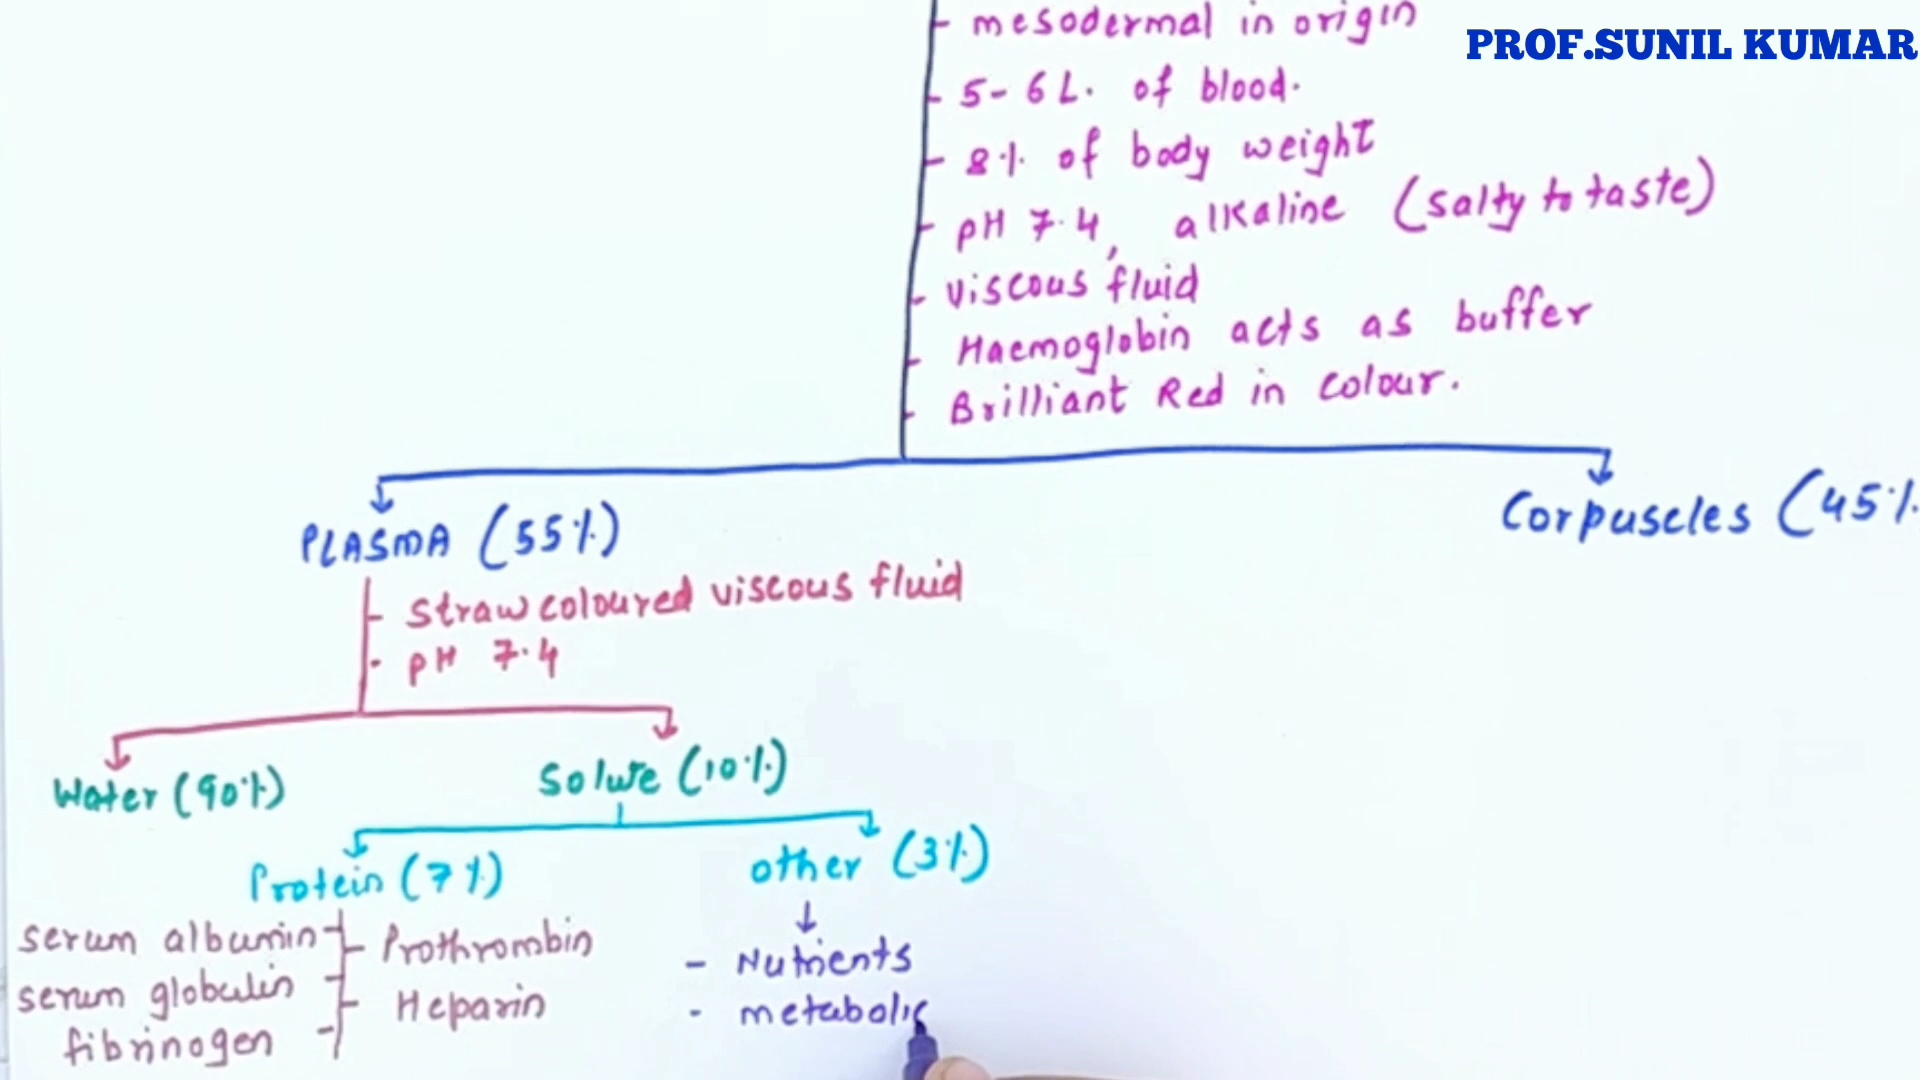 - mesodermal in origin
PROF.SUNIL KUMAR
- 5-6 L. of blood.
- 8% of body weight
- pH 7.4, alkaline (salty to taste)
- viscous fluid
- Haemoglobin acts as buffer
- Brilliant Red in colour.
PLASMA (55%)
Corpuscles (45%
- straw coloured viscous fluid
- pH 7.4
Water (90%)
Solute (10%)
Protein (7%)
other (3%)
serum albumin
- Prothrombin
- Nutrients
serum globulin
- Heparin
- metabolic
fibrinogen